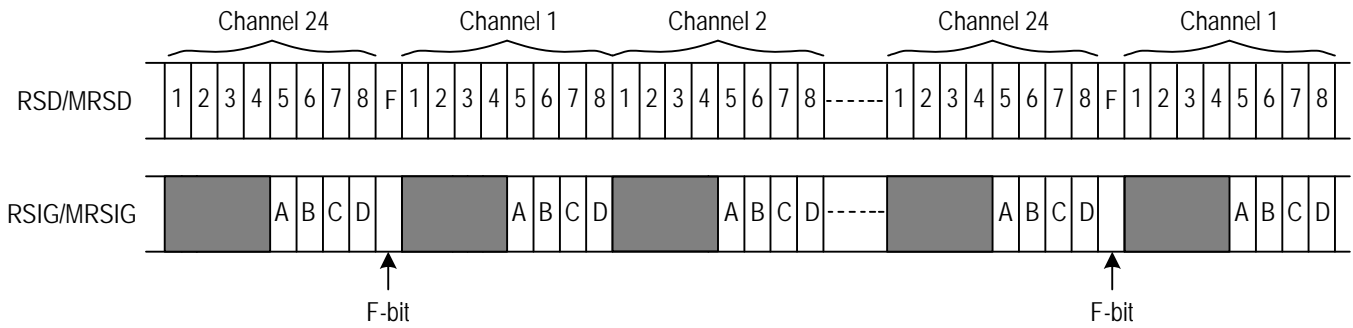 Channel 24 Channel 1 Channel 2 Channel 24 Channel 1
RSD/MRSD 1 2 3 4 5 6 7 8 F 1 2 3 4 5 6 7 8 1 2 3 4 5 6 7 8 1 2 3 4 5 6 7 8 F 1 2 3 4 5 6 7 8
RSIG/MRSIG A B C D A B C D A B C D A B C D A B C D
F-bit F-bit